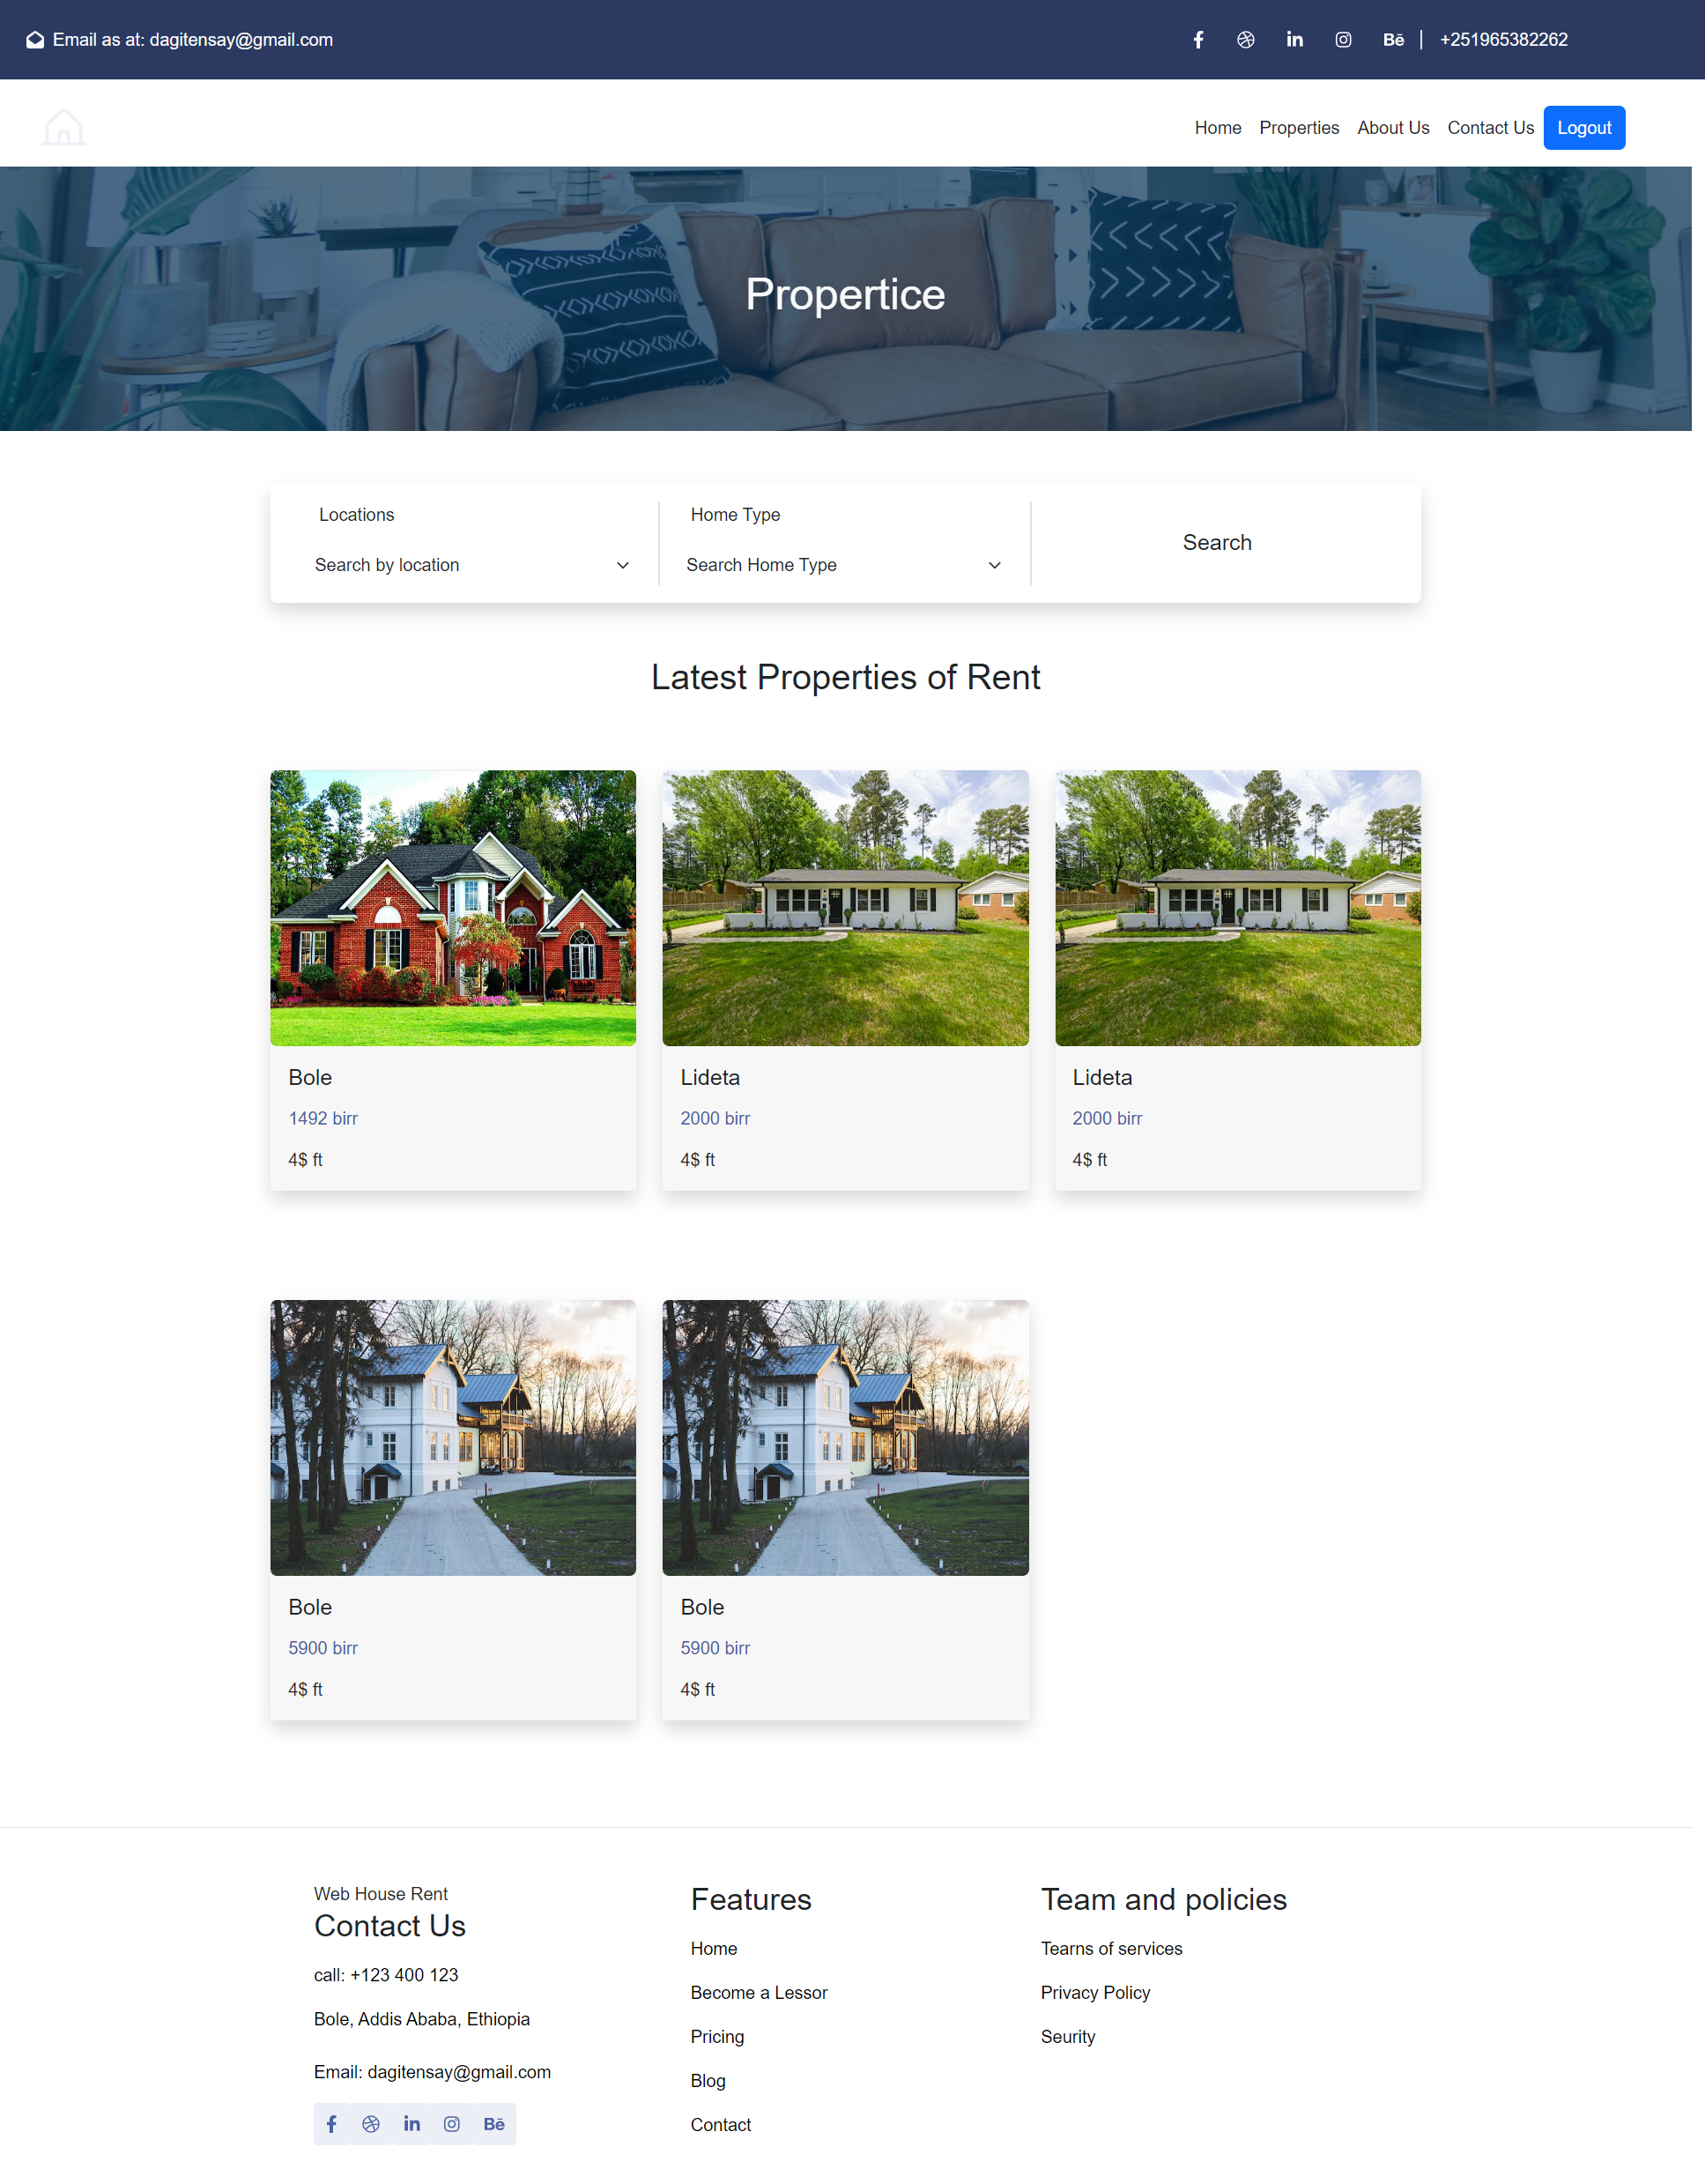 Email as at: dagitensay@gmail.com
Bē | +251965382262
Home Properties About Us Contact Us Logout
Propertice
Locations
Home Type
Search
Search by location
Search Home Type
Latest Properties of Rent
Bole
1492 birr
4$ ft
Lideta
2000 birr
4$ ft
Lideta
2000 birr
4$ ft
Bole
5900 birr
4$ ft
Bole
5900 birr
4$ ft
Web House Rent
Contact Us
call: +123 400 123
Bole, Addis Ababa, Ethiopia
Email: dagitensay@gmail.com
Bē
Features
Home
Become a Lessor
Pricing
Blog
Contact
Team and policies
Tearns of services
Privacy Policy
Seurity